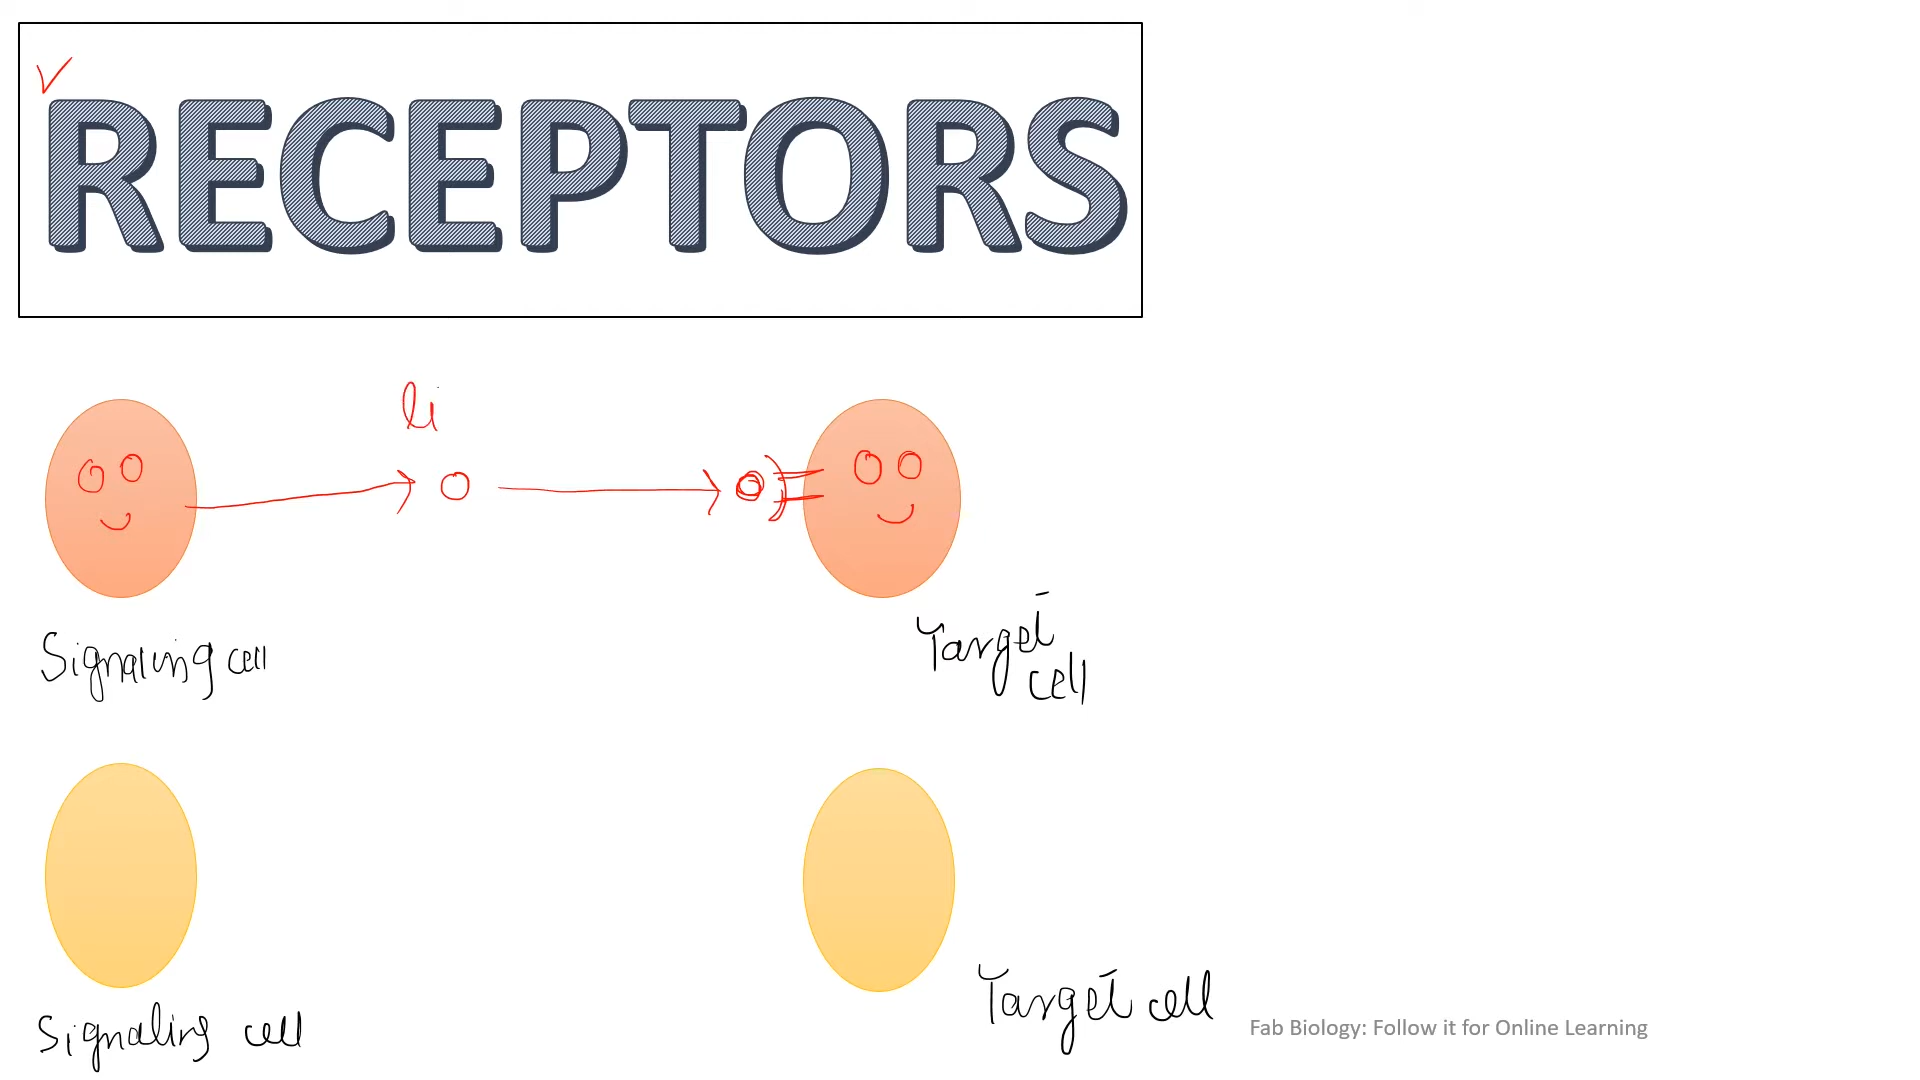 RECEPTORS
li
Signaling cell
Target
cell
Signaling cell
Target cell
Fab Biology: Follow it for Online Learning